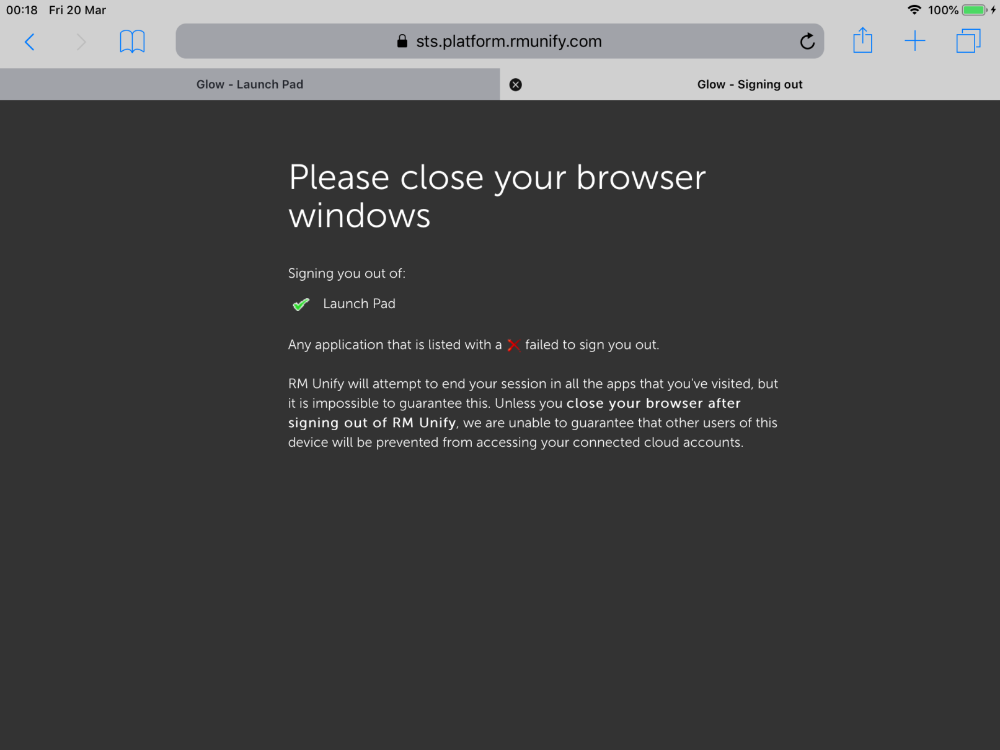 00:18 Fri 20 Mar 100%
sts.platform.rmunify.com
Glow - Launch Pad
Glow - Signing out
Please close your browser
windows
Signing you out of:
Launch Pad
Any application that is listed with a failed to sign you out.
RM Unify will attempt to end your session in all the apps that you've visited, but
it is impossible to guarantee this. Unless you close your browser after
signing out of RM Unify, we are unable to guarantee that other users of this
device will be prevented from accessing your connected cloud accounts.